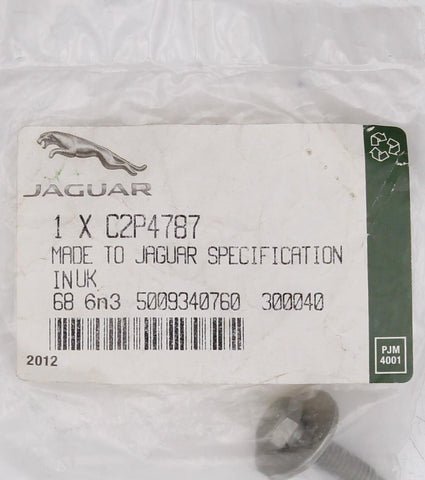 JAGUAR
1 X C2P4787
MADE TO JAGUAR SPECIFICATION
IN UK
68 6n3 5009340760 300040
2012
PJM
4001